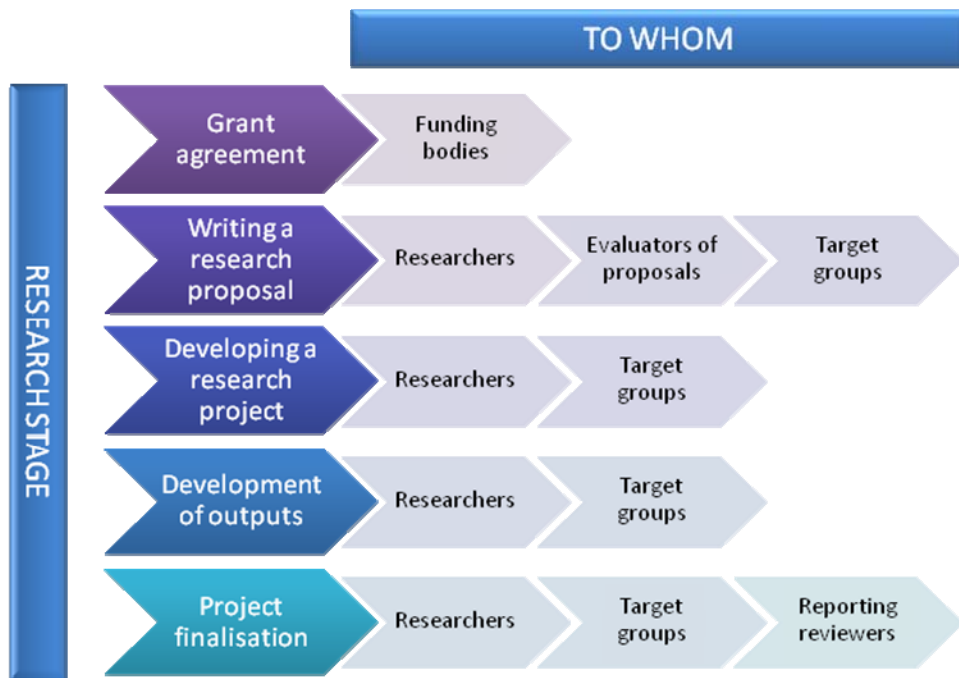 TO WHOM
RESEARCH STAGE
Grant
agreement
Funding
bodies
Writing a
research
proposal
Researchers
Evaluators of
proposals
Target
groups
Developing a
research
project
Researchers
Target
groups
Development
of outputs
Researchers
Target
groups
Project
finalisation
Researchers
Target
groups
Reporting
reviewers